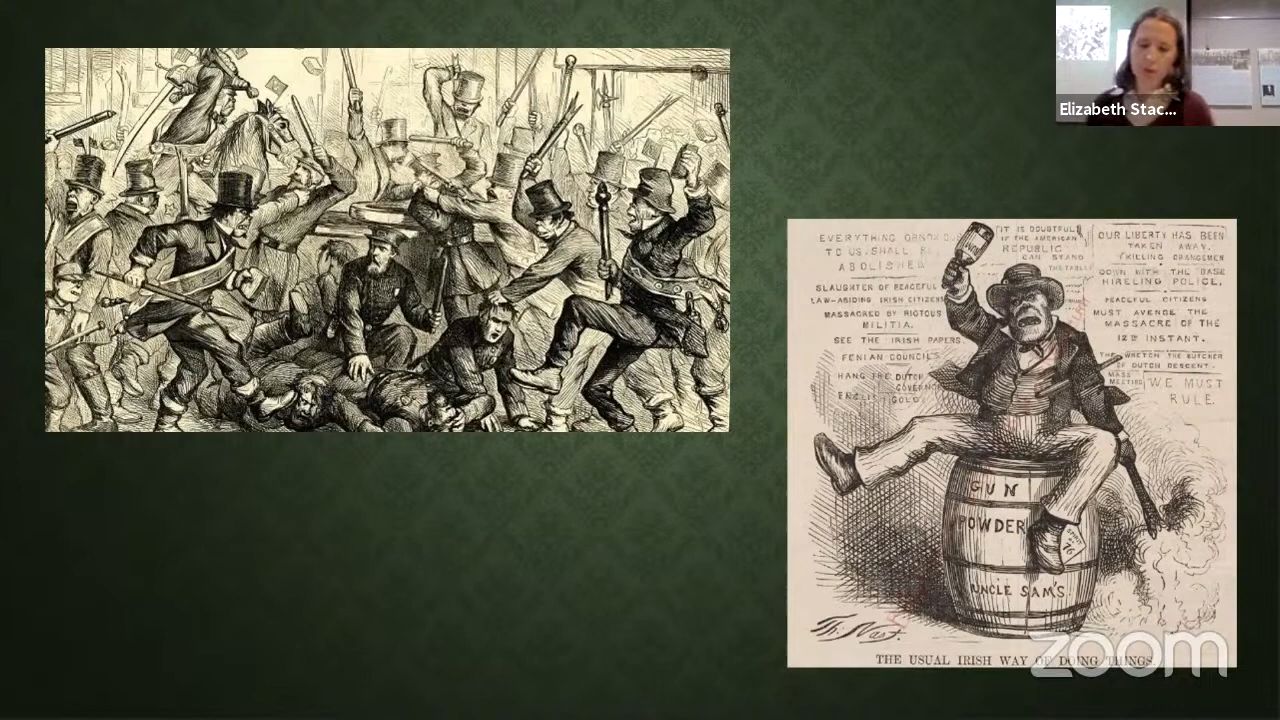 Elizabeth Stac...
EVERYTHING
TO US, SHALL
ABOLISHED
SLAUGHTER OF PEACEFUL
LAW-ABIDING IRISH CITIZENS
MASSACRED BY RIOTOUS
MILITIA.
SEE THE IRISH PAPERS.
FENIAN COUNCIL'S
HANG THE DUTCH
GOVERNOR
GOLD.
IT IS DOUBTFUL
IF THE AMERICAN
REPUBLIC.
CAN STAND
OUR LIBERTY HAS BEEN
TAKEN AWAY.
KILLING ORANGEMEN
DOWN WITH THE BASE
HIRELING POLICE.
PEACEFUL CITIZENS
MUST AVENGE THE
MASSACRE OF THE
12TH INSTANT.
WRETCH THE BUTCHER
OF DUTCH DESCENT.
MASS
MEETING
WE MUST
RULE.
GUN
POWDER
UNCLE SAM'S
Th: Nast.
THE USUAL IRISH WAY OF DOING THINGS.
zoom